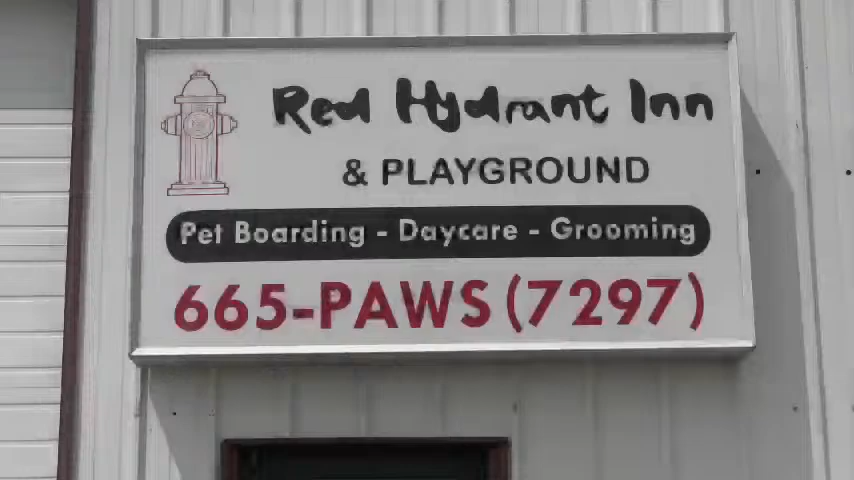 Red Hydrant Inn
& PLAYGROUND
Pet Boarding - Daycare - Grooming
665-PAWS (7297)